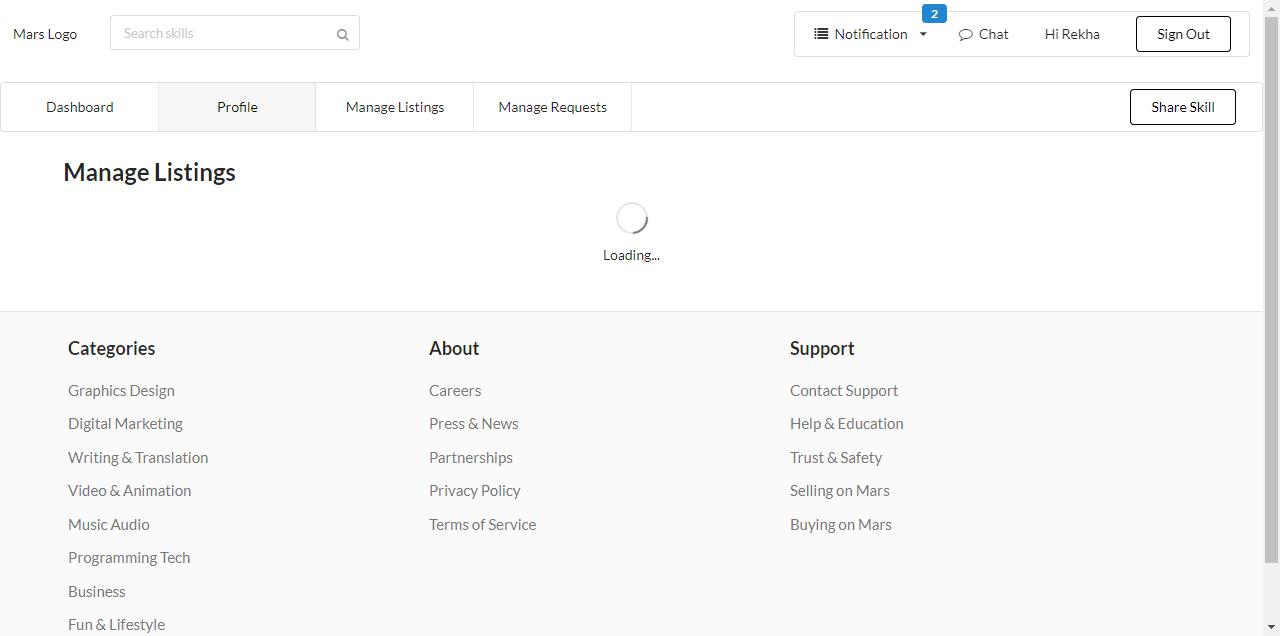 2
Mars Logo Search skills Notification Chat Hi Rekha Sign Out
Dashboard Profile Manage Listings Manage Requests Share Skill
Manage Listings
Loading...
Categories About Support
Graphics Design Careers Contact Support
Digital Marketing Press & News Help & Education
Writing & Translation Partnerships Trust & Safety
Video & Animation Privacy Policy Selling on Mars
Music Audio Terms of Service Buying on Mars
Programming Tech
Business
Fun & Lifestyle